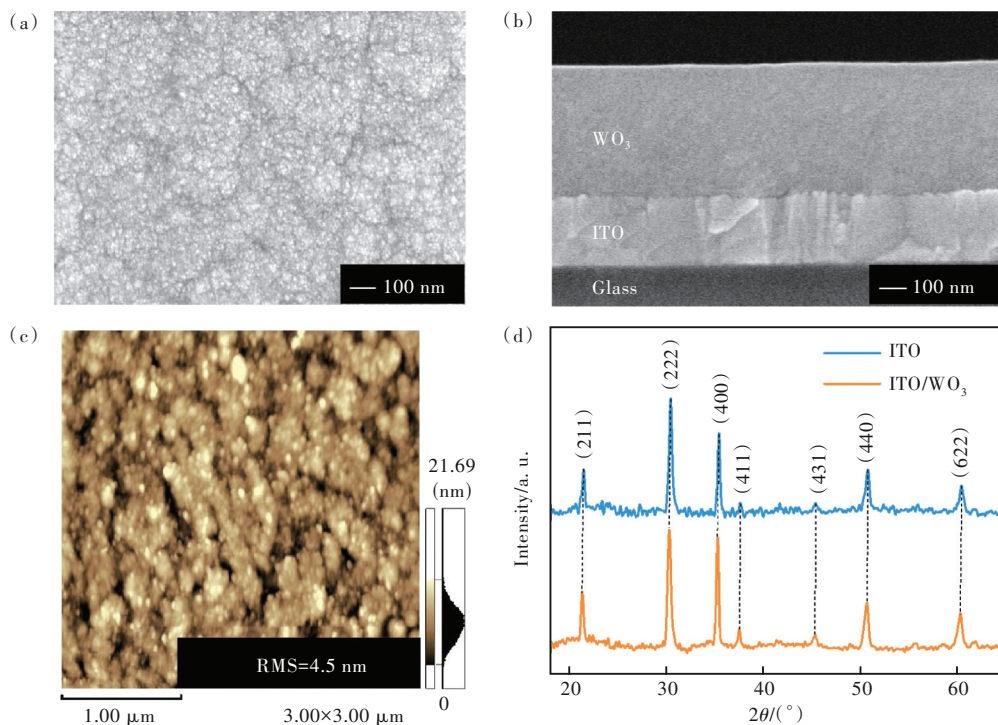 (a)
100 nm
(b)
WO₃
ITO
Glass
100 nm
(c)
21.69
(nm)
0
RMS=4.5 nm
1.00 μm
3.00×3.00 μm
(d)
ITO
ITO/WO₃
(211)
(222)
(400)
(411)
(431)
(440)
(622)
Intensity/a. u.
20 30 40 50 60
2θ/(°)